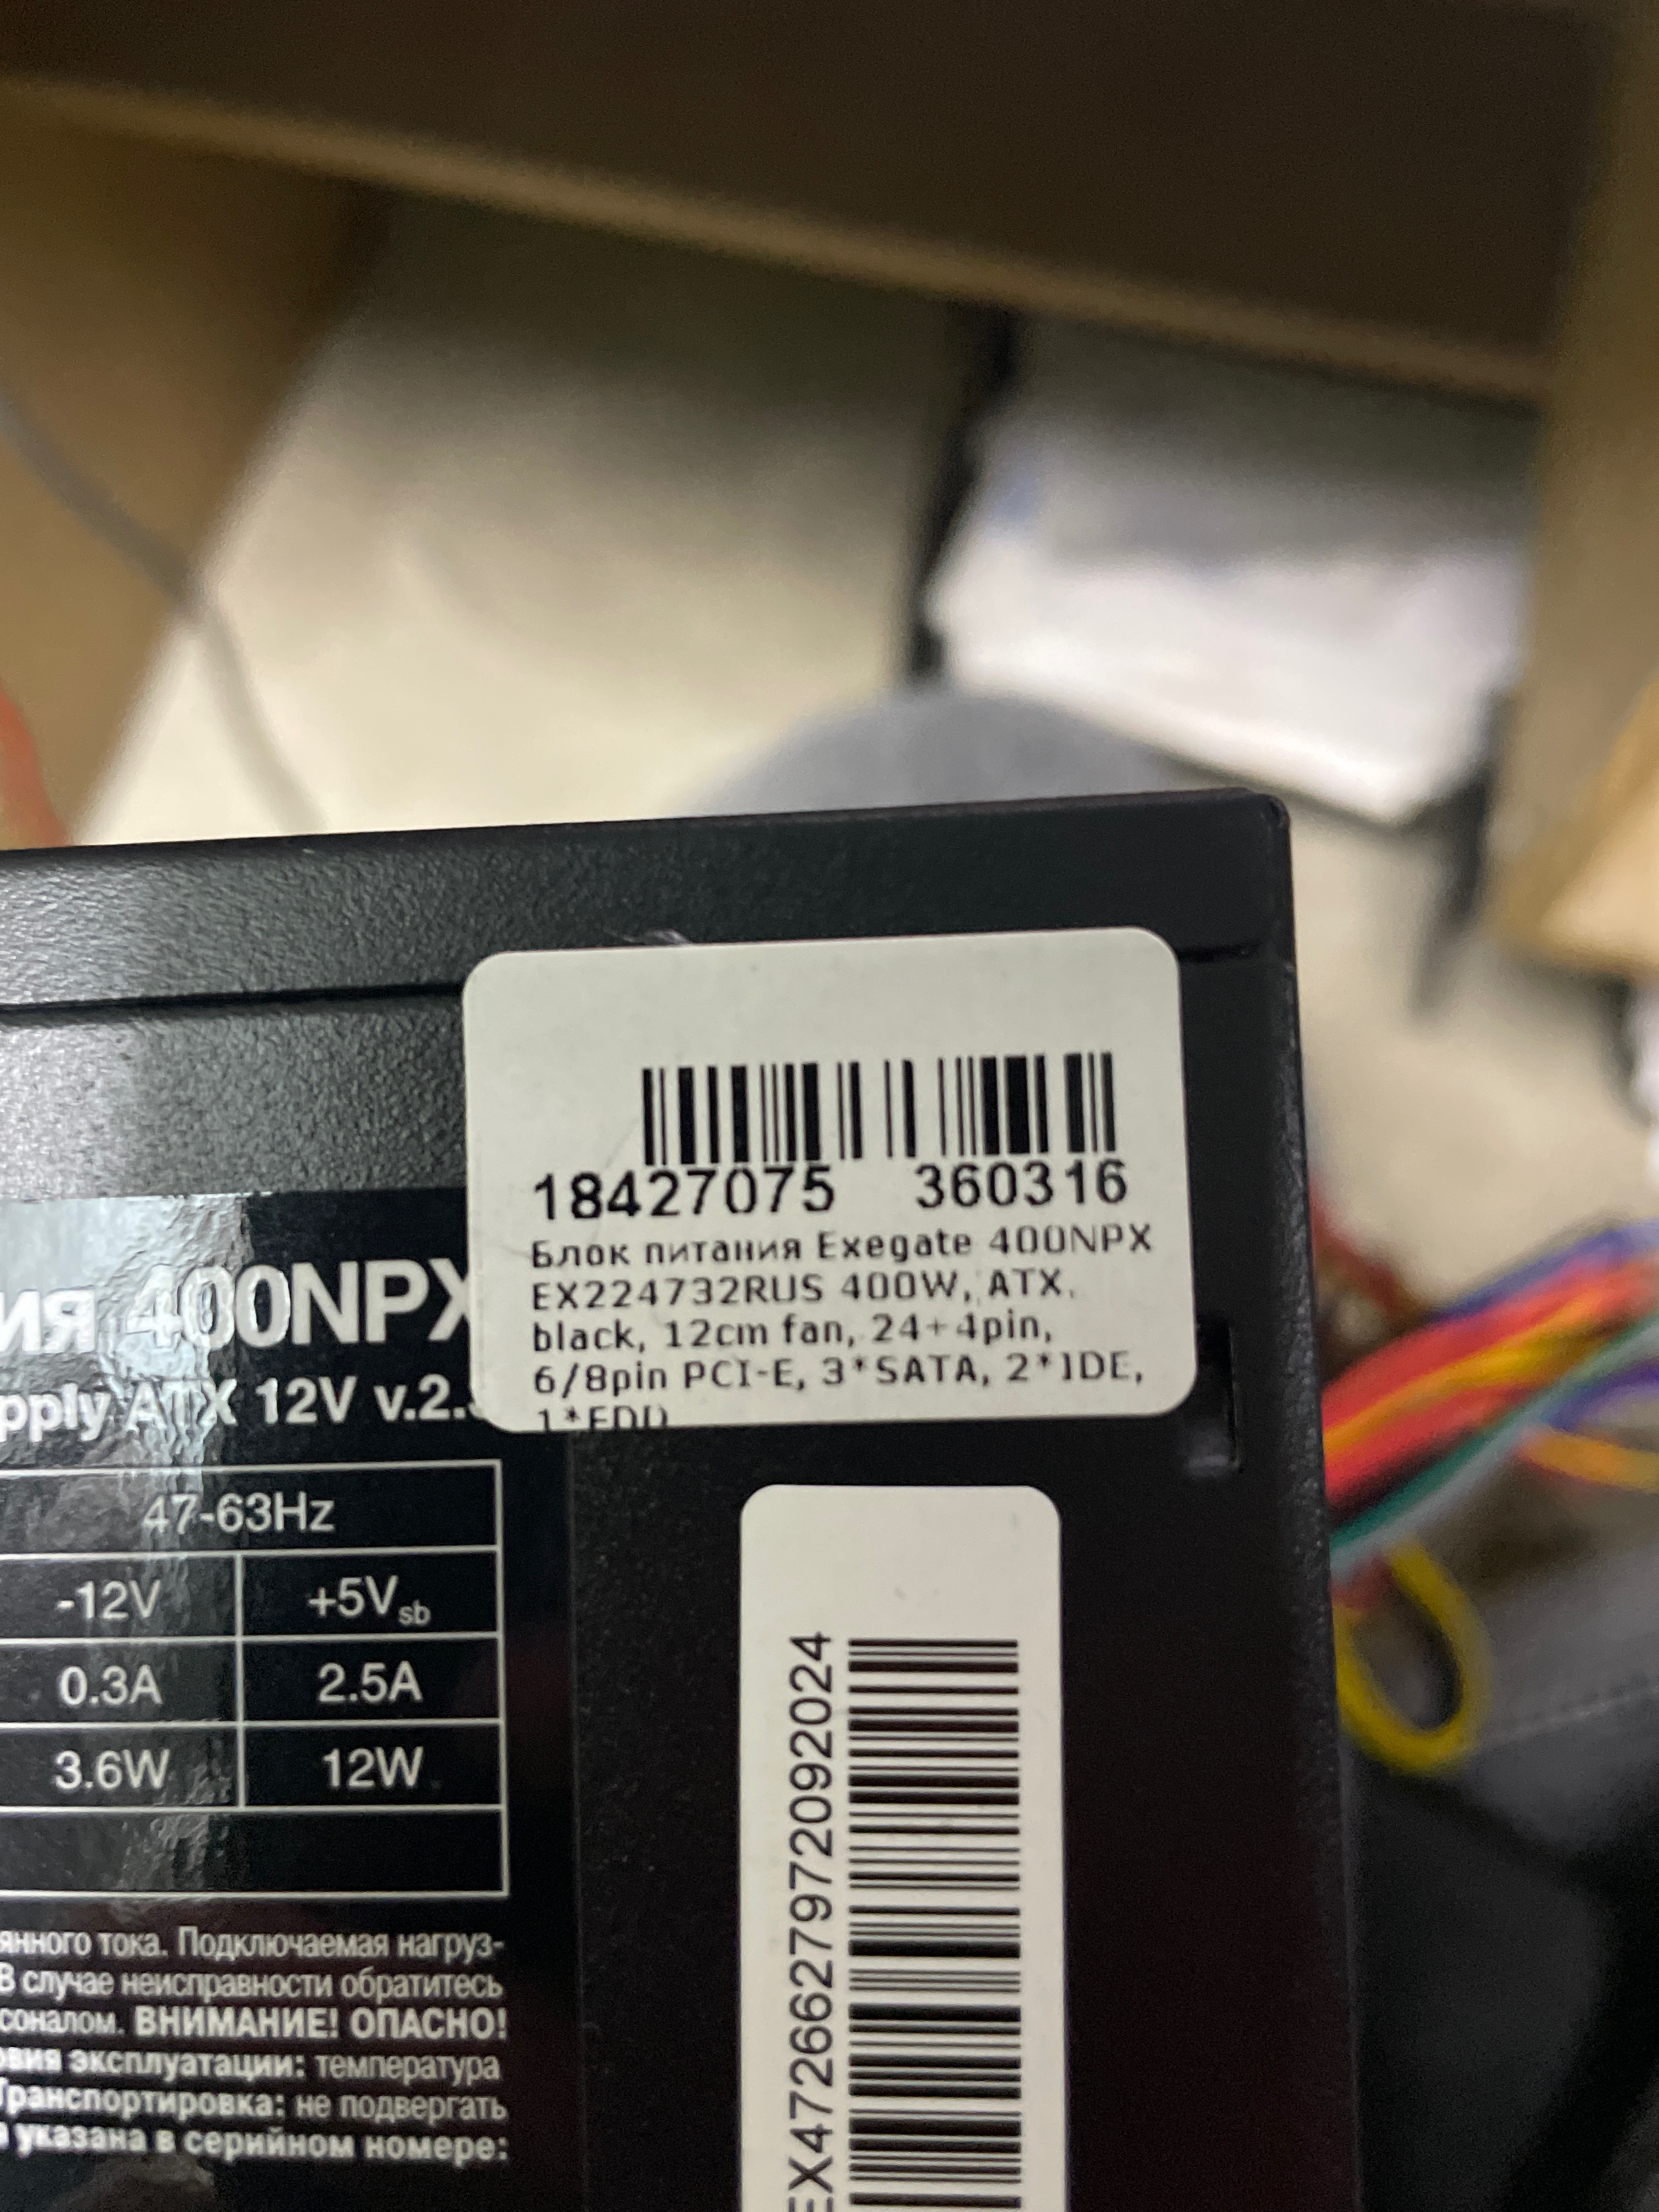 18427075 360316
Блок питания Exegate 400NPX
EX224732RUS 400W, ATX,
black, 12cm fan, 24+4pin,
6/8pin PCI-E, 3*SATA, 2*IDE,
1*FDD
ия 400NPX
pply ATX 12V v.2.
47-63Hz
-12V +5Vsb
0.3A 2.5A
3.6W 12W
янного тока. Подключаемая нагруз-
В случае неисправности обратитесь
соналом. ВНИМАНИЕ! ОПАСНО!
овия эксплуатации: температура
Транспортировка: не подвергать
я указана в серийном номере:
EX4726627972092024